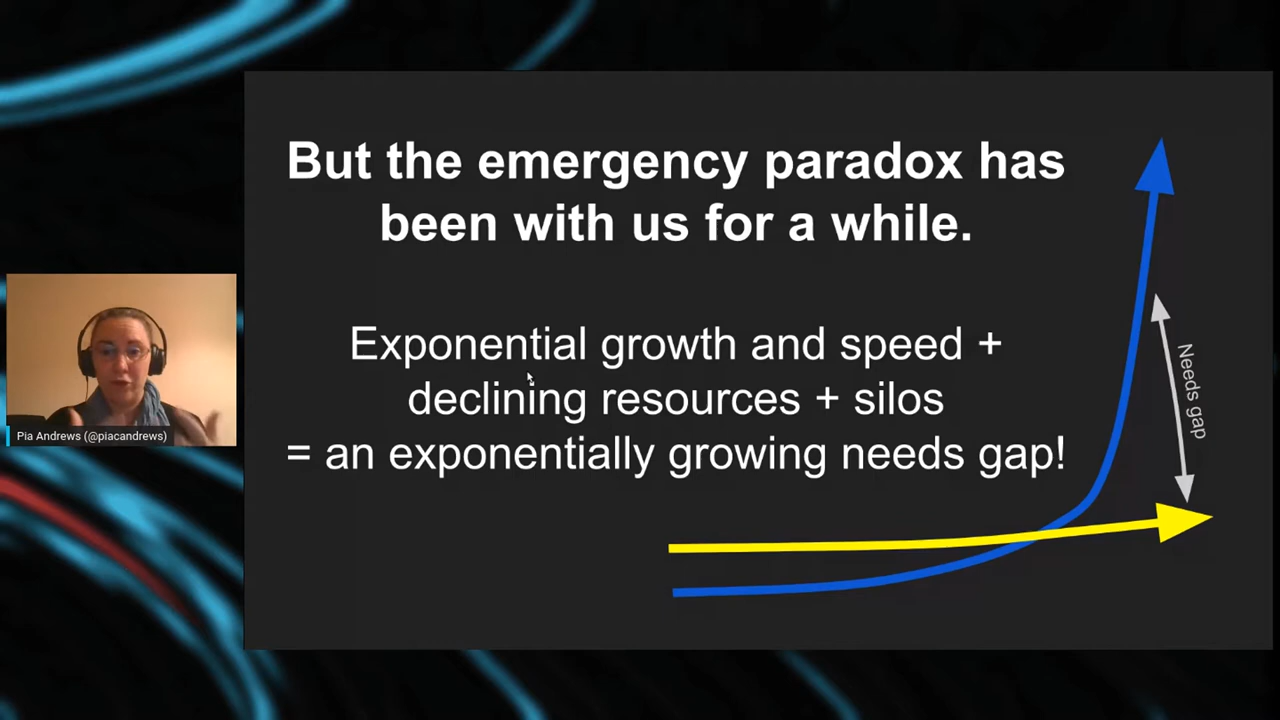 But the emergency paradox has
been with us for a while.
Exponential growth and speed +
declining resources + silos
= an exponentially growing needs gap!
Needs gap
Pia Andrews (@piacandrews)